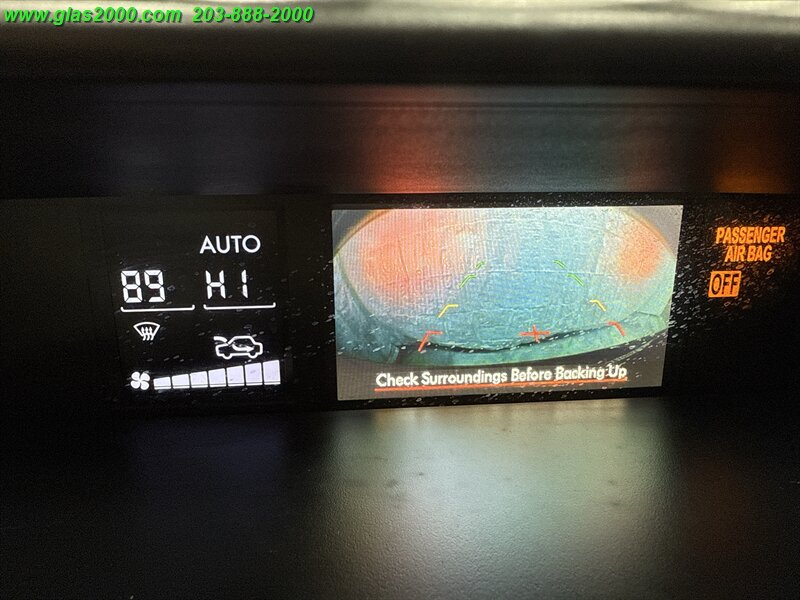 www.glas2000.com 203-888-2000
AUTO
89 HI
PASSENGER
AIR BAG
OFF
Check Surroundings Before Backing Up